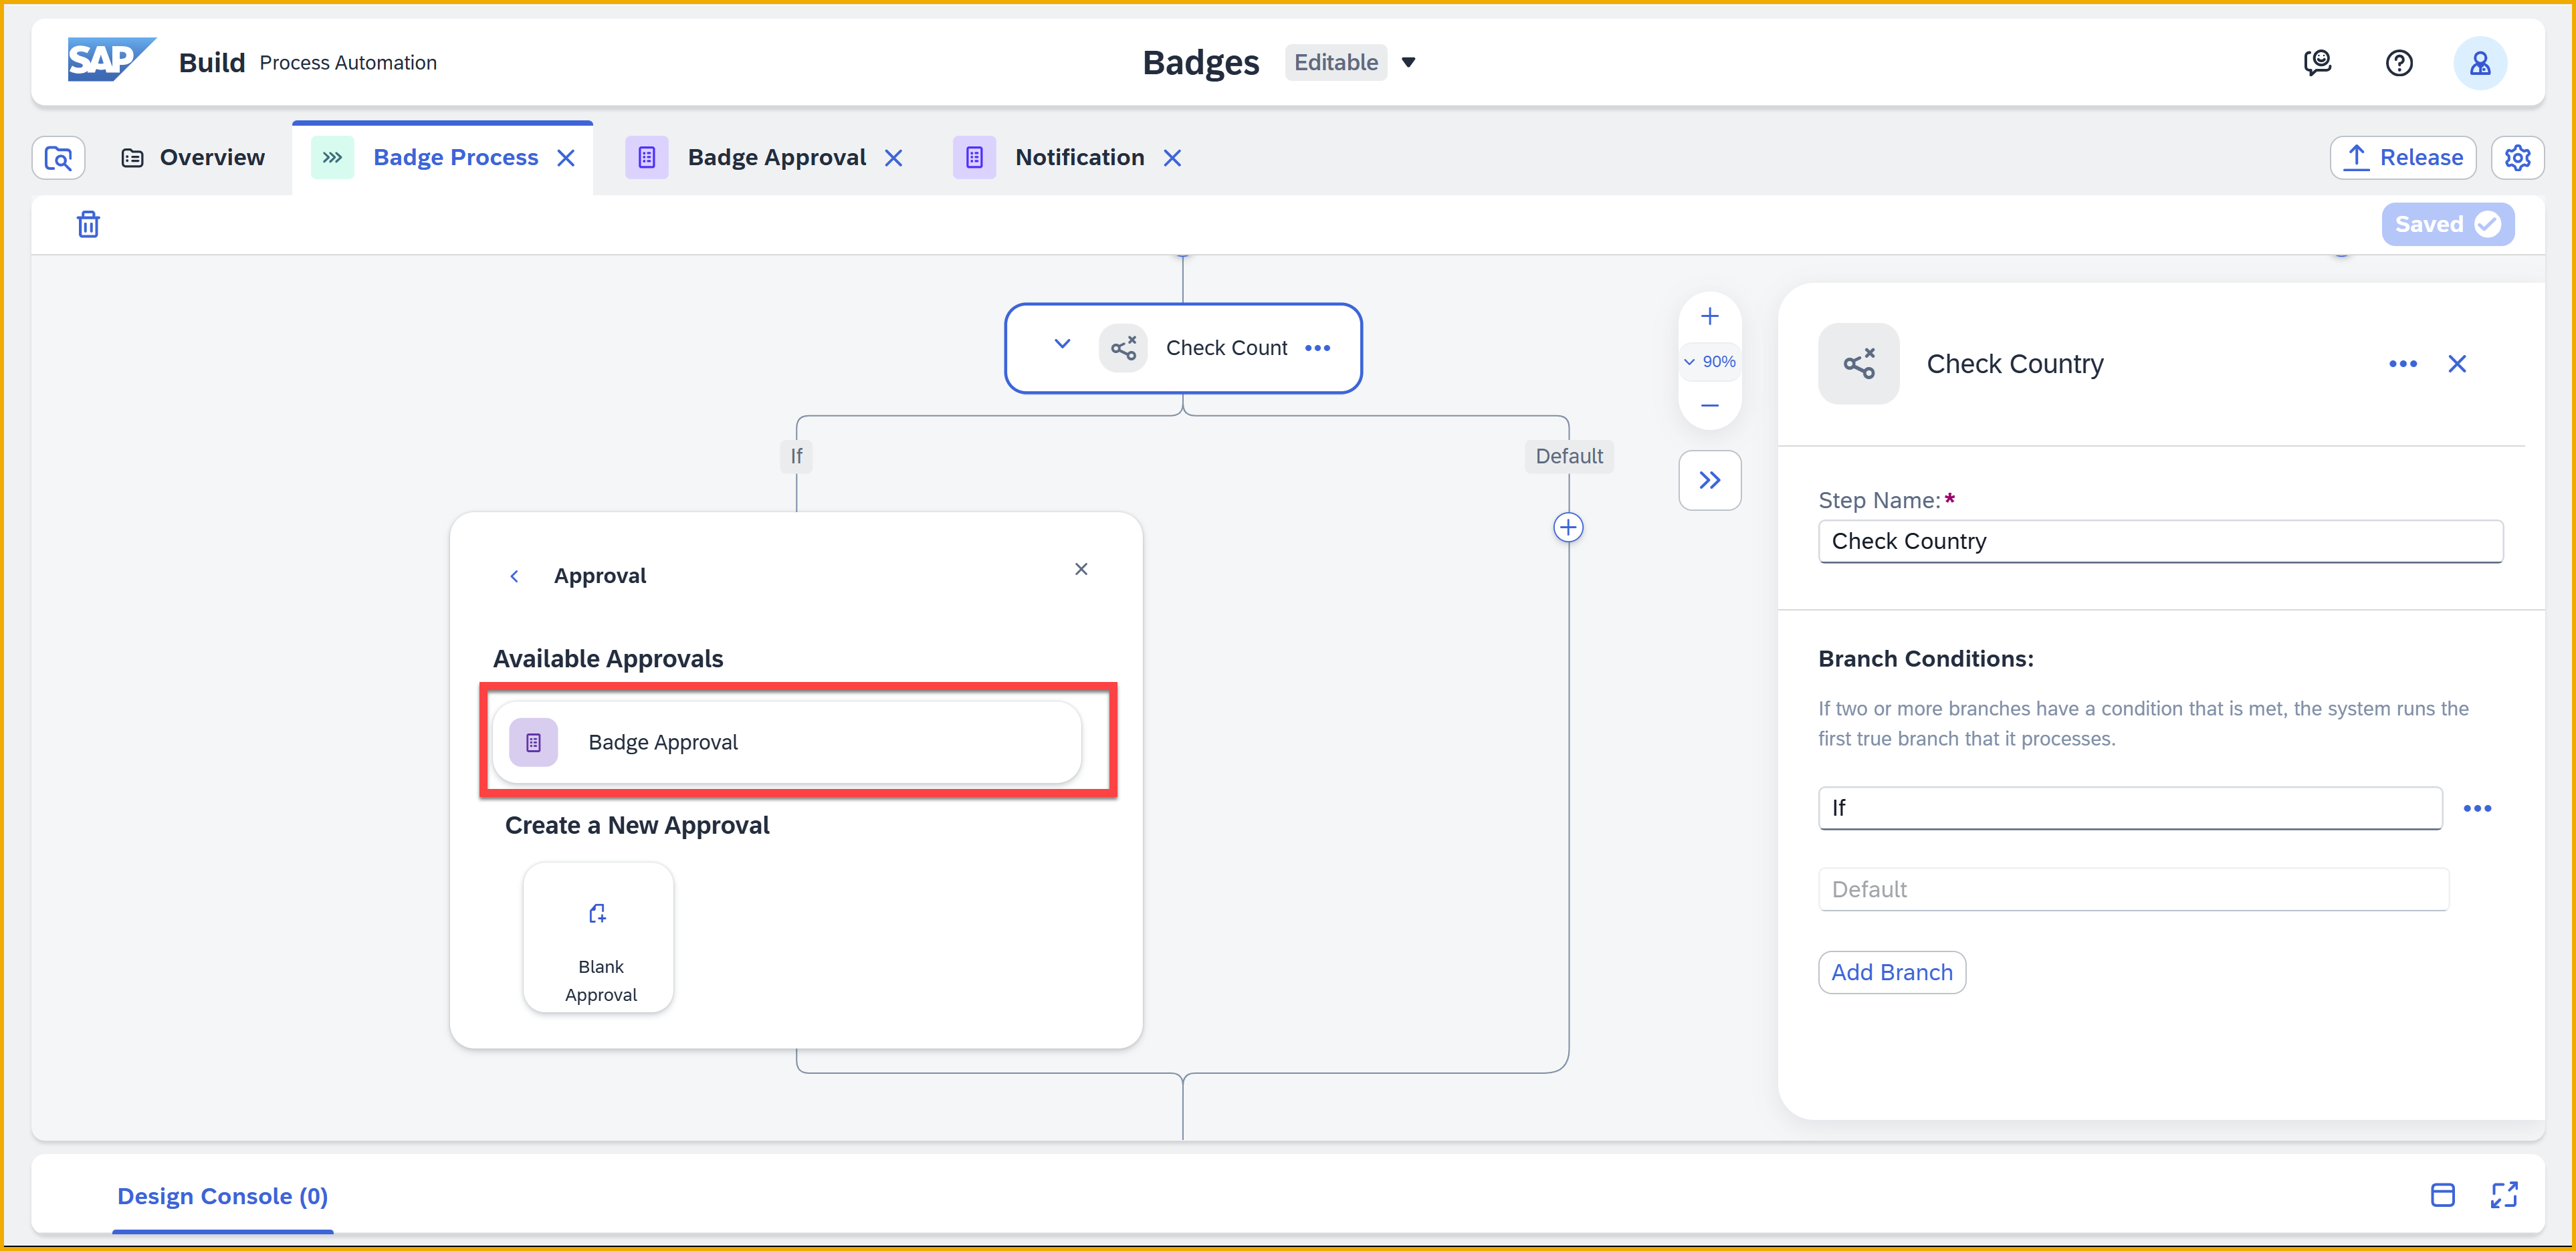 SAP Build Process Automation
Badges Editable
Overview
Badge Process
Badge Approval
Notification
Release
Saved
Check Count
90%
If
Default
Approval
Available Approvals
Badge Approval
Create a New Approval
Blank
Approval
Check Country
Step Name:*
Check Country
Branch Conditions:
If two or more branches have a condition that is met, the system runs the
first true branch that it processes.
If
Default
Add Branch
Design Console (0)